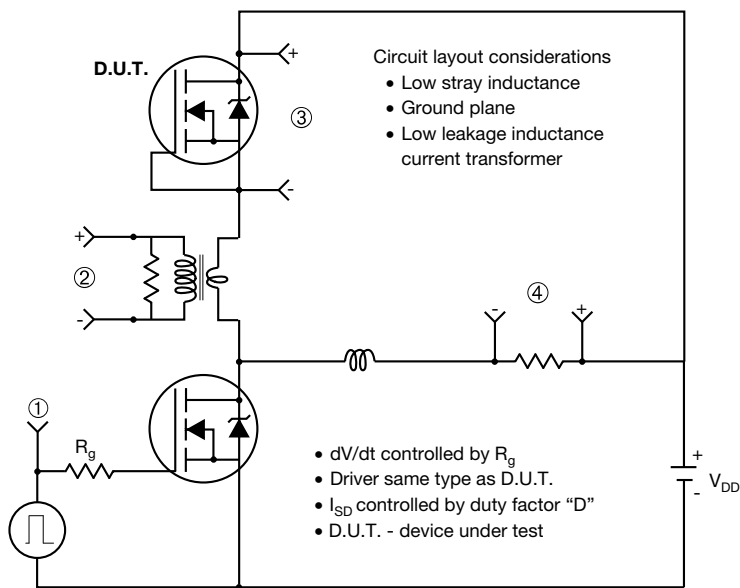 D.U.T.
+
Circuit layout considerations
• Low stray inductance
• Ground plane
• Low leakage inductance
current transformer
③
-
+
②
-
④
-
+
①
Rg
• dV/dt controlled by Rg
• Driver same type as D.U.T.
• ISD controlled by duty factor “D”
• D.U.T. - device under test
+
VDD
-